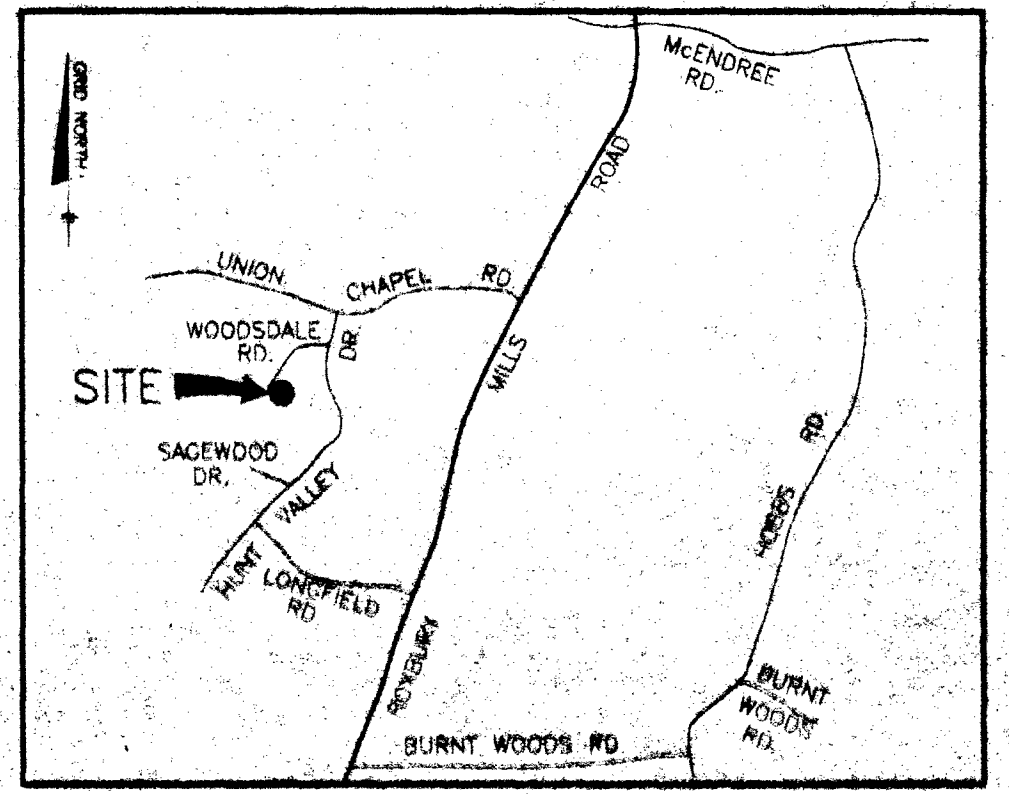 McENDREE
RD.
GRID NORTH
ROAD
UNION CHAPEL RD.
WOODSDALE
RD.
DR.
SITE
MILLS
SAGEWOOD
DR.
VALLEY
HUNT
LONGFIELD
RD
ROXBURY
RD.
HOBBS
BURNT
WOODS
RD.
BURNT WOODS RD